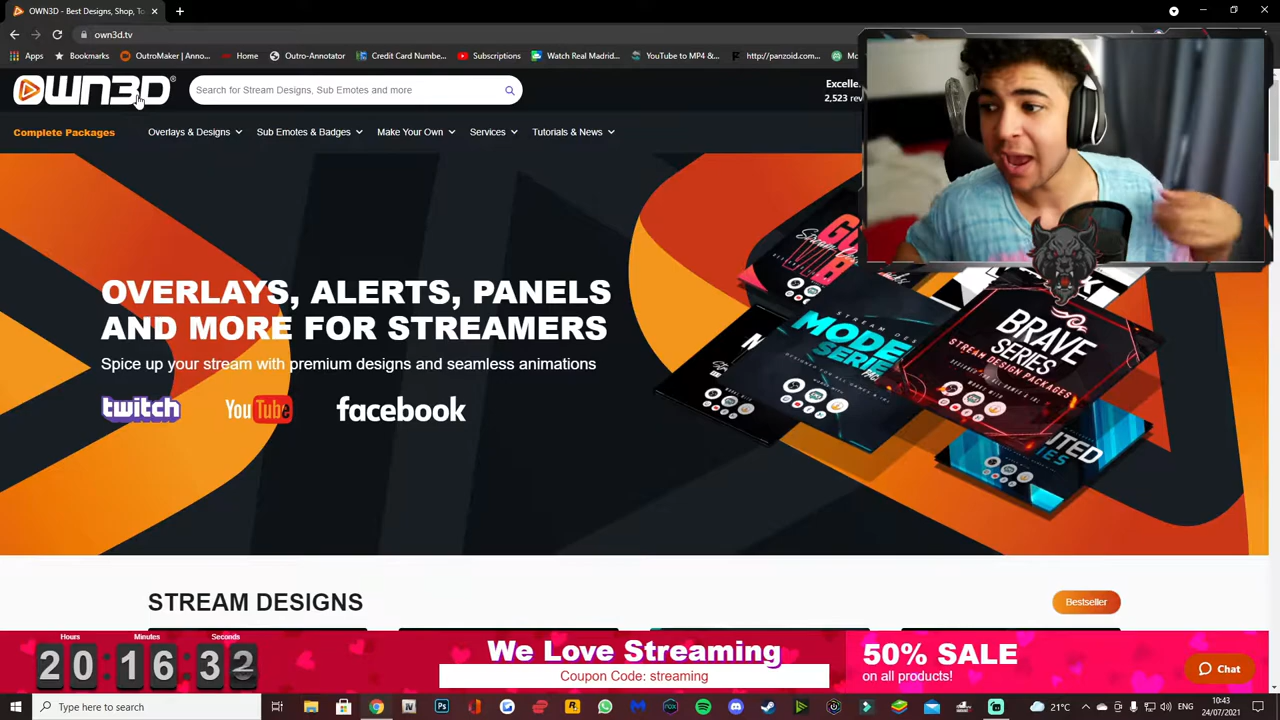 OWN3D - Best Designs, Shop, To
own3d.tv
Apps
Bookmarks
OutroMaker | Anno...
Home
Outro-Annotator
Credit Card Numbe...
Subscriptions
Watch Real Madrid...
YouTube to MP4 &...
http://panzoid.com/...
OWN3D
Search for Stream Designs, Sub Emotes and more
Excelle
2,523 rev
Complete Packages
Overlays & Designs
Sub Emotes & Badges
Make Your Own
Services
Tutorials & News
OVERLAYS, ALERTS, PANELS
AND MORE FOR STREAMERS
Spice up your stream with premium designs and seamless animations
twitch
YouTube
facebook
BRAVE
SERIES
STREAM DESIGN PACKAGES
STREAM DESIGNS
Bestseller
Hours
Minutes
Seconds
20 16 32
We Love Streaming
Coupon Code: streaming
50% SALE
on all products!
Chat
Type here to search
21°C
10:43
24/07/2021